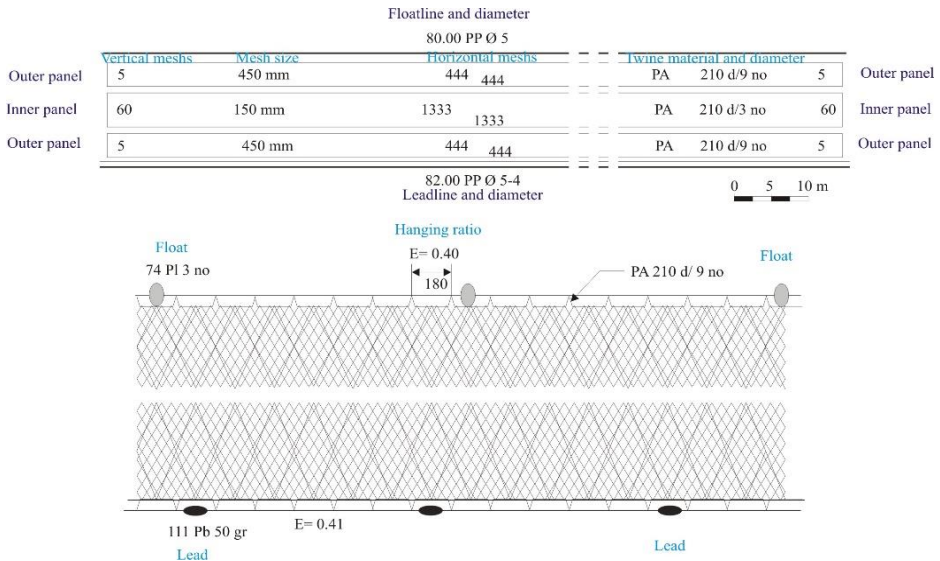 Floatline and diameter
80.00 PP Ø 5
Vertical meshs Mesh size Horizontal meshs Twine material and diameter
Outer panel 5 450 mm 444 444 PA 210 d/9 no 5 Outer panel
Inner panel 60 150 mm 1333 1333 PA 210 d/3 no 60 Inner panel
Outer panel 5 450 mm 444 444 PA 210 d/9 no 5 Outer panel
82.00 PP Ø 5-4
Leadline and diameter
0 5 10 m
Hanging ratio
Float E= 0.40 Float
74 Pl 3 no 180 PA 210 d/ 9 no
111 Pb 50 gr E= 0.41
Lead Lead